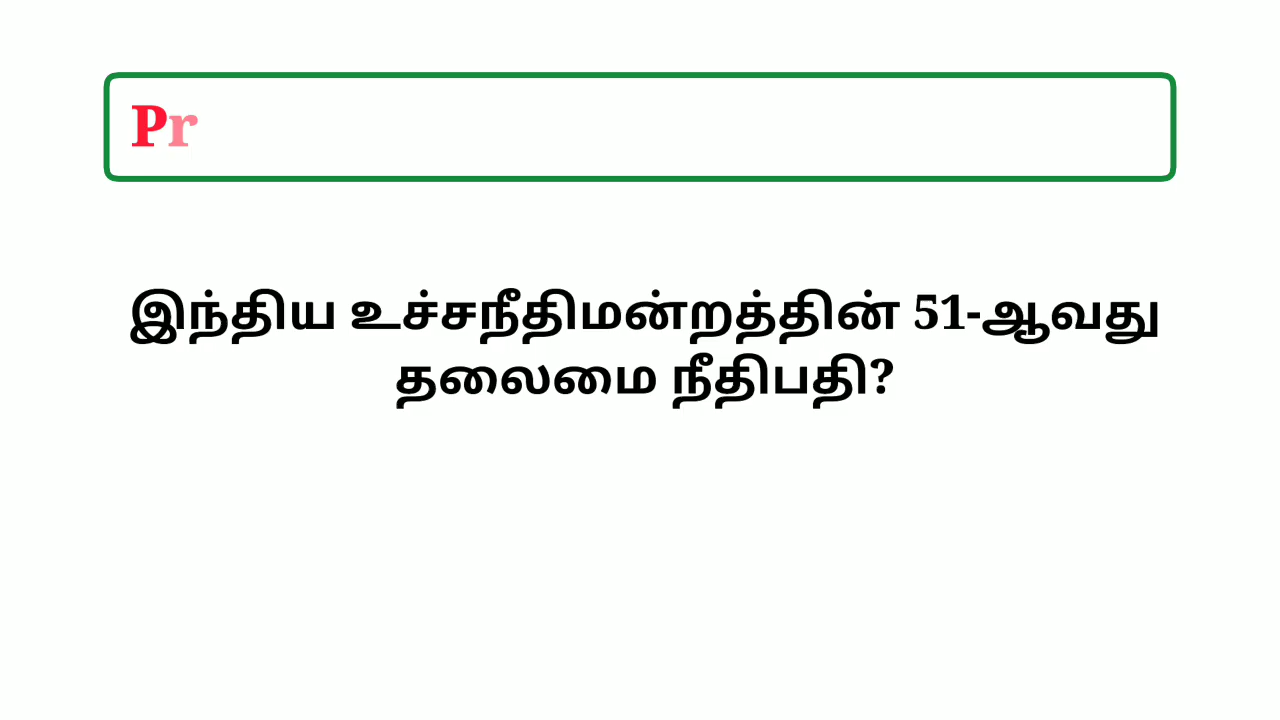 Pr
இந்திய உச்சநீதிமன்றத்தின் 51-ஆவது
தலைமை நீதிபதி?